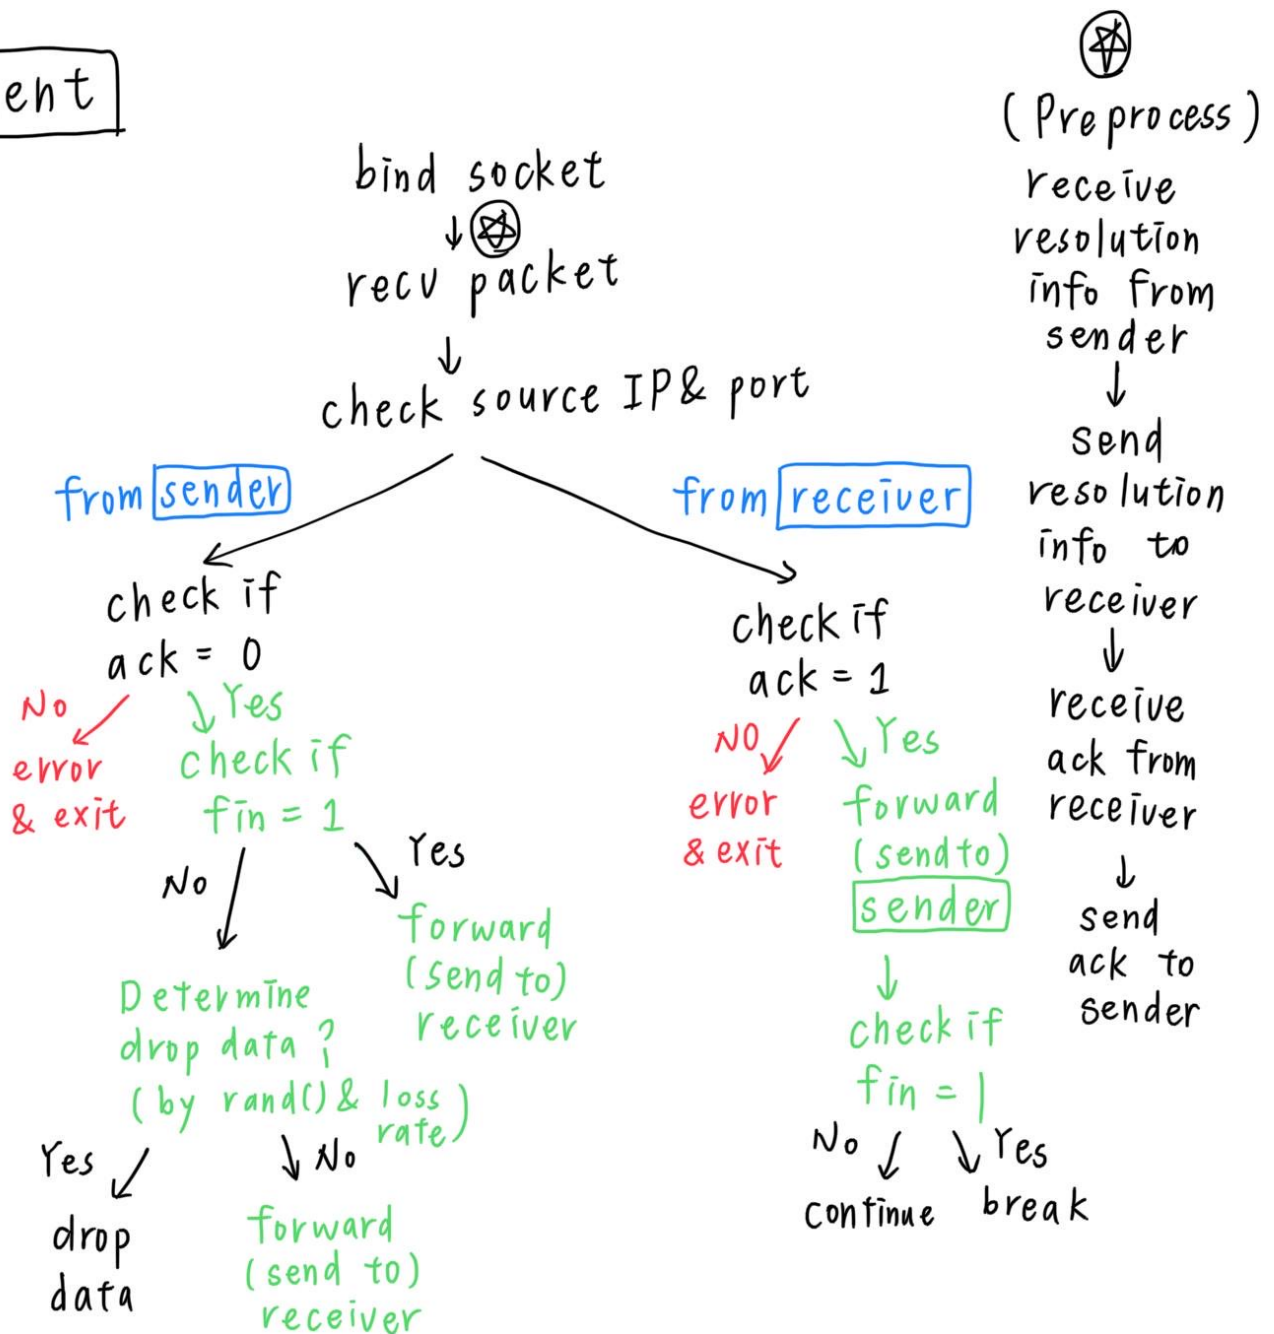 ent
bind socket
recv packet
check source IP & port
from sender
check if
ack = 0
No
error
& exit
Yes
check if
fin = 1
No
Determine
drop data ?
(by rand() & loss
rate)
Yes
drop
data
No
forward
(send to)
receiver
Yes
forward
(send to)
receiver
from receiver
check if
ack = 1
NO
error
& exit
Yes
forward
(send to)
sender
check if
fin = 1
No
continue
Yes
break
(Preprocess)
receive
resolution
info from
sender
send
resolution
info to
receiver
receive
ack from
receiver
send
ack to
sender